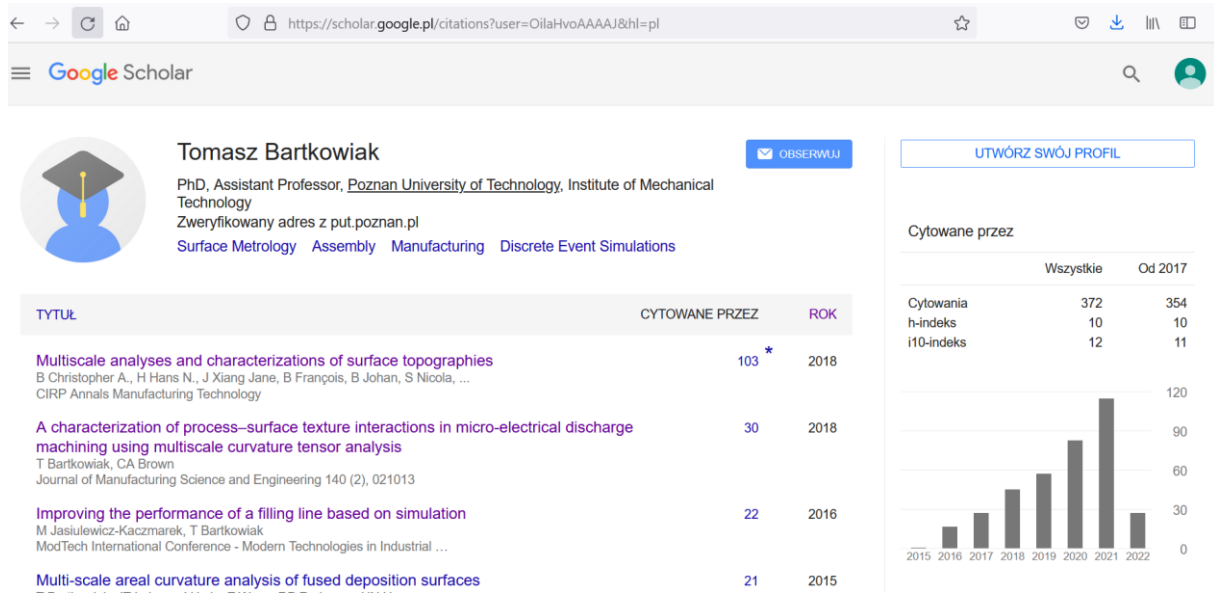 https://scholar.google.pl/citations?user=OilaHvoAAAAJ&hl=pl
Google Scholar
Tomasz Bartkowiak
OBSERWUJ
PhD, Assistant Professor, Poznan University of Technology, Institute of Mechanical
Technology
Zweryfikowany adres z put.poznan.pl
Surface Metrology Assembly Manufacturing Discrete Event Simulations
TYTUŁ CYTOWANE PRZEZ ROK
Multiscale analyses and characterizations of surface topographies 103 * 2018
B Christopher A., H Hans N., J Xiang Jane, B François, B Johan, S Nicola, ...
CIRP Annals Manufacturing Technology
A characterization of process–surface texture interactions in micro-electrical discharge 30 2018
machining using multiscale curvature tensor analysis
T Bartkowiak, CA Brown
Journal of Manufacturing Science and Engineering 140 (2), 021013
Improving the performance of a filling line based on simulation 22 2016
M Jasiulewicz-Kaczmarek, T Bartkowiak
ModTech International Conference - Modern Technologies in Industrial …
Multi-scale areal curvature analysis of fused deposition surfaces 21 2015
UTWÓRZ SWÓJ PROFIL
Cytowane przez
Wszystkie Od 2017
Cytowania 372 354
h-indeks 10 10
i10-indeks 12 11
120
90
60
30
0
2015 2016 2017 2018 2019 2020 2021 2022